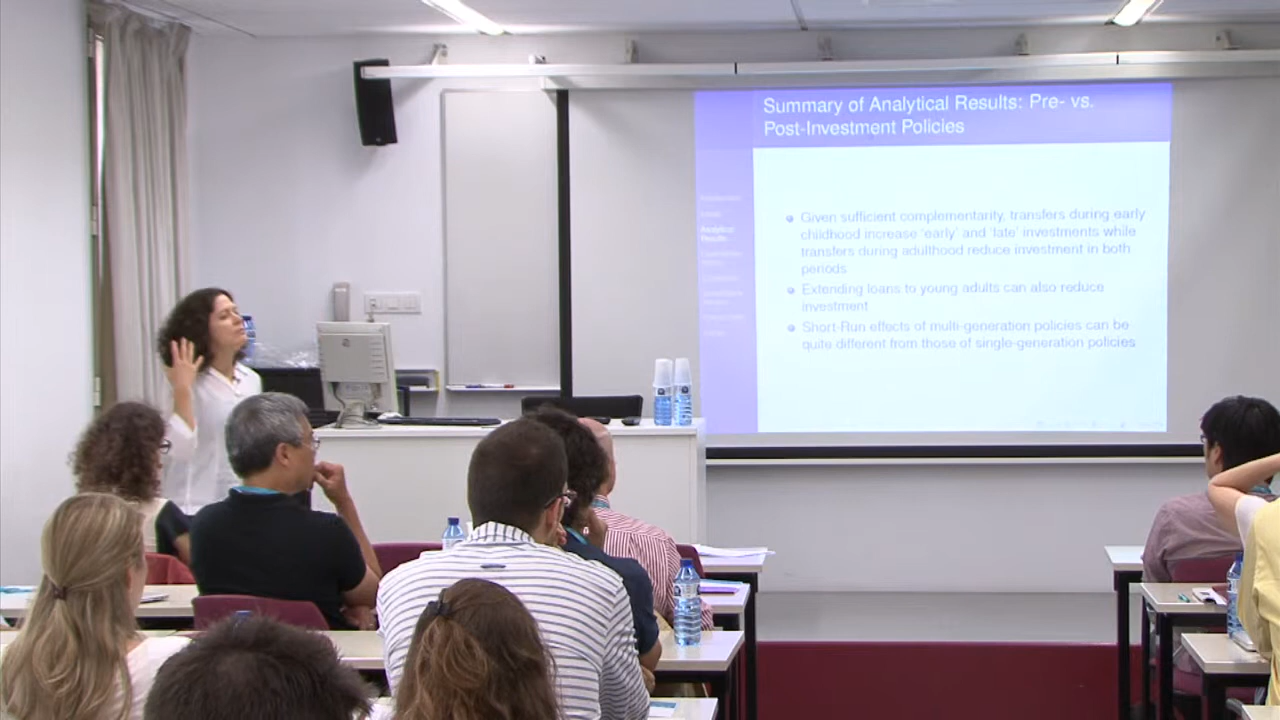 Summary of Analytical Results: Pre- vs.
Post-Investment Policies
Analytical
Results
Given sufficient complementarity, transfers during early
childhood increase 'early' and 'late' investments while
transfers during adulthood reduce investment in both
periods
Extending loans to young adults can also reduce
investment
Short-Run effects of multi-generation policies can be
quite different from those of single-generation policies